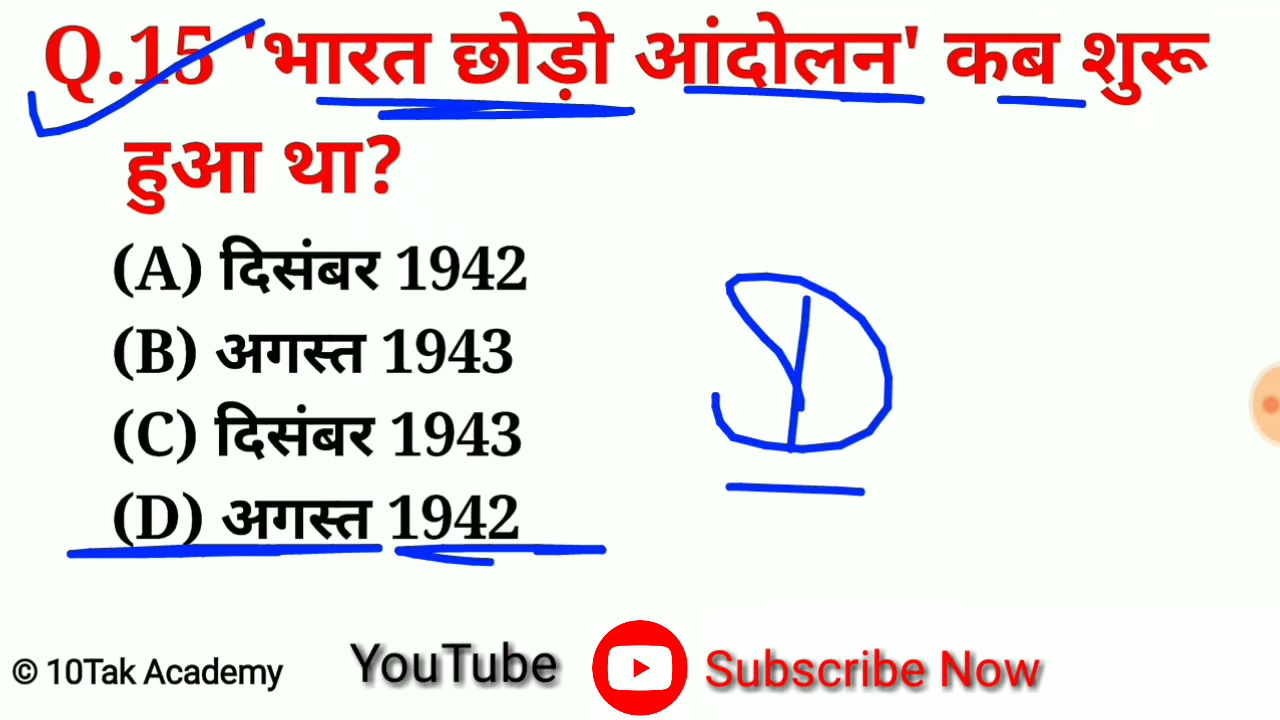 Q.15 'भारत छोड़ो आंदोलन' कब शुरू
हुआ था?
(A) दिसंबर 1942
(B) अगस्त 1943
(C) दिसंबर 1943
(D) अगस्त 1942
D
© 10Tak Academy
YouTube
Subscribe Now